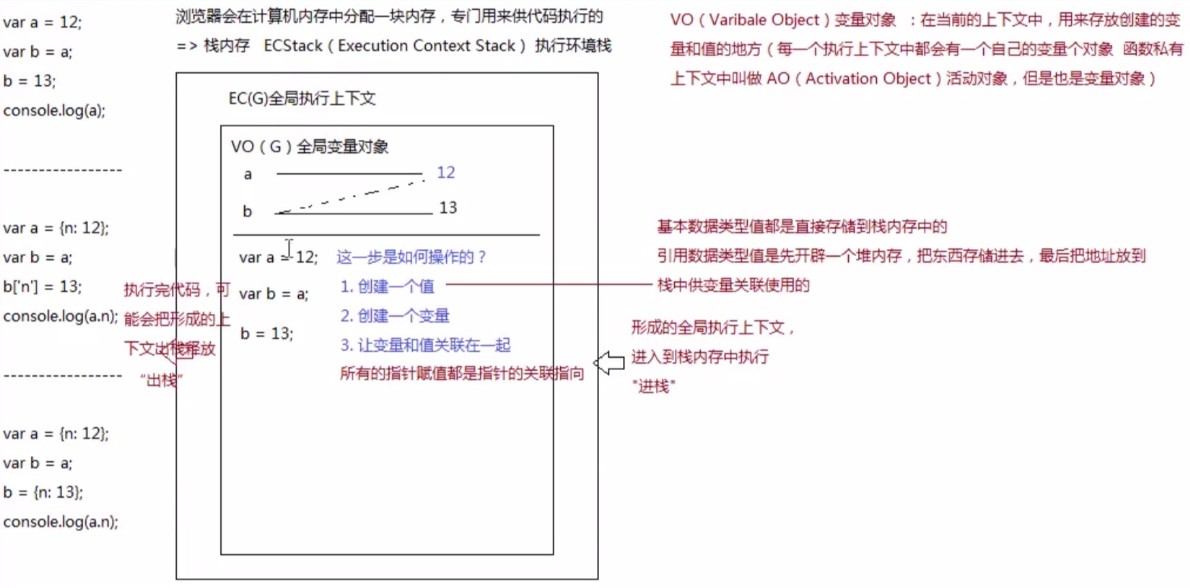 var a = 12;
var b = a;
b = 13;
console.log(a);
------------------
var a = {n: 12};
var b = a;
b['n'] = 13;
console.log(a.n);
------------------
var a = {n: 12};
var b = a;
b = {n: 13};
console.log(a.n);
浏览器会在计算机内存中分配一块内存，专门用来供代码执行的
=> 栈内存 ECStack（Execution Context Stack）执行环境栈
EC(G)全局执行上下文
VO（G）全局变量对象
a 12
b 13
var a = 12; 这一步是如何操作的？
var b = a;
b = 13;
1. 创建一个值
2. 创建一个变量
3. 让变量和值关联在一起
所有的指针赋值都是指针的关联指向
执行完代码，可
能会把形成的上
下文出栈释放
“出栈”
VO（Varibale Object）变量对象 ：在当前的上下文中，用来存放创建的变
量和值的地方（每一个执行上下文中都会有一个自己的变量个对象 函数私有
上下文中叫做 AO（Activation Object）活动对象，但是也是变量对象）
基本数据类型值都是直接存储到栈内存中的
引用数据类型值是先开辟一个堆内存，把东西存储进去，最后把地址放到
栈中供变量关联使用的
形成的全局执行上下文，
进入到栈内存中执行
"进栈"